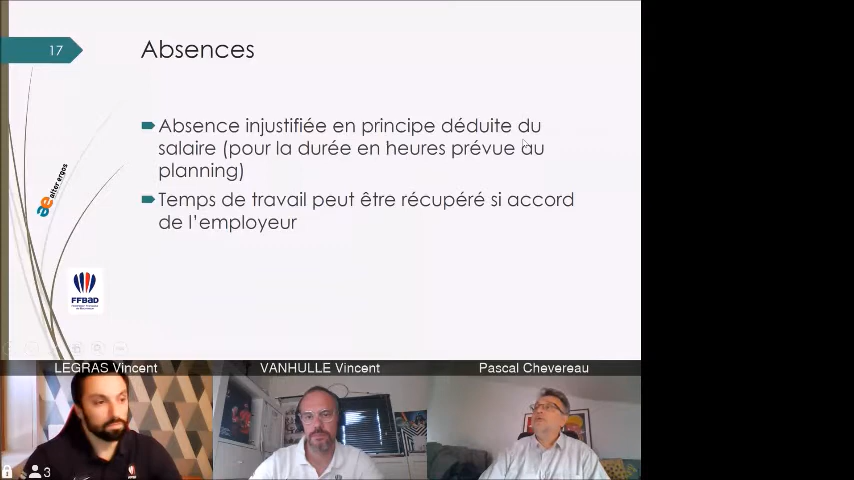 17
Absences
Absence injustifiée en principe déduite du
salaire (pour la durée en heures prévue au
planning)
Temps de travail peut être récupéré si accord
de l'employeur
ae alter ergos
FFBaD
LEGRAS Vincent
VANHULLE Vincent
Pascal Chevereau
3